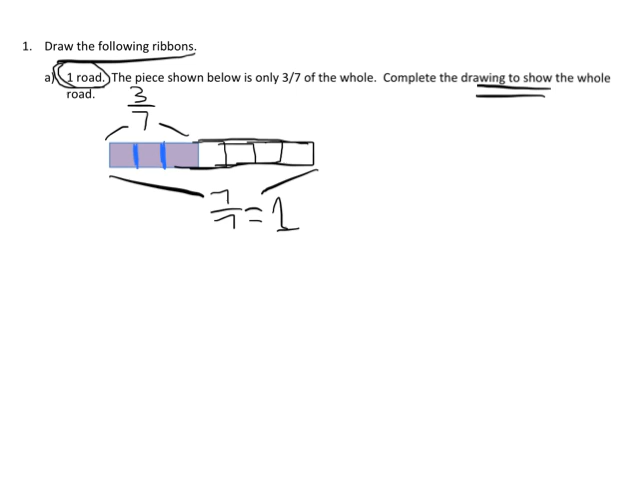 1. Draw the following ribbons.
a) 1 road. The piece shown below is only 3/7 of the whole. Complete the drawing to show the whole
road.
3/7
7/7 = 1